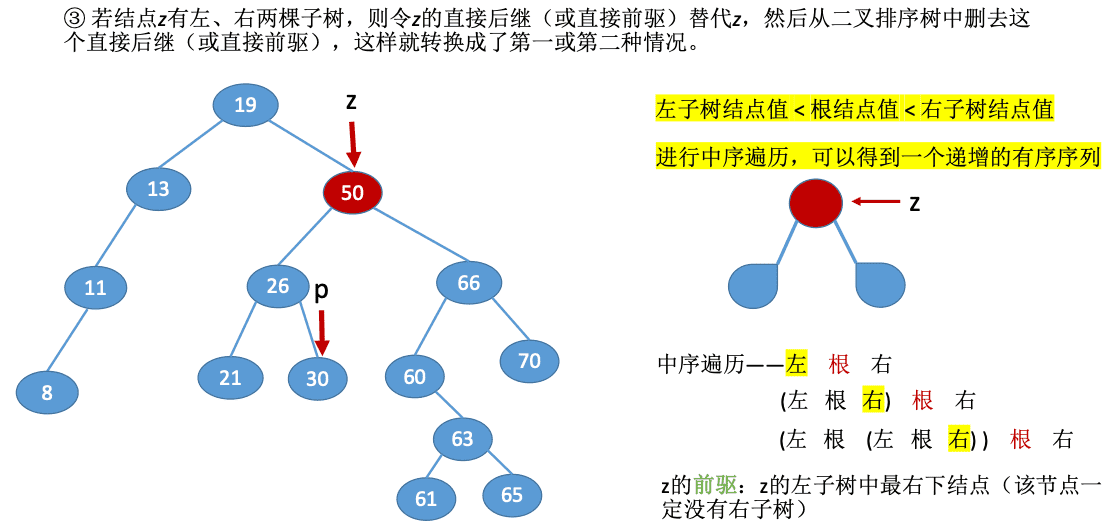 ③ 若结点z有左、右两棵子树，则令z的直接后继（或直接前驱）替代z，然后从二叉排序树中删去这
个直接后继（或直接前驱），这样就转换成了第一或第二种情况。
z
19
左子树结点值 < 根结点值 < 右子树结点值
进行中序遍历，可以得到一个递增的有序序列
13
50
z
11
26
p
66
8
21
30
60
70
63
61
65
中序遍历——左 根 右
(左 根 右) 根 右
(左 根 (左 根 右) ) 根 右
z的前驱：z的左子树中最右下结点（该节点一
定没有右子树）